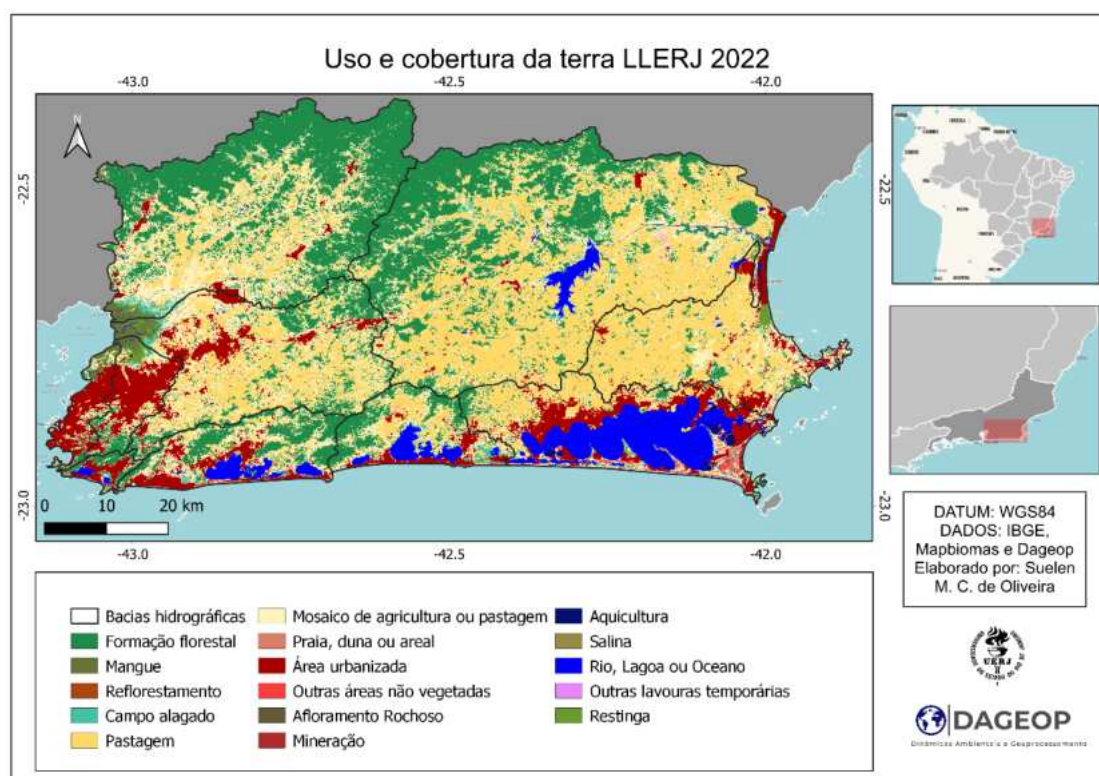 Uso e cobertura da terra LLERJ 2022
-43.0 -42.5 -42.0
N
-22.5 -22.5
-23.0 -23.0
0 10 20 km
-43.0 -42.5 -42.0
DATUM: WGS84
DADOS: IBGE,
Mapbiomas e Dageop
Elaborado por: Suelen
M. C. de Oliveira
Bacias hidrográficas
Formação florestal
Mangue
Reflorestamento
Campo alagado
Pastagem
Mosaico de agricultura ou pastagem
Praia, duna ou areal
Área urbanizada
Outras áreas não vegetadas
Afloramento Rochoso
Mineração
Aquicultura
Salina
Rio, Lagoa ou Oceano
Outras lavouras temporárias
Restinga
UERJ
DAGEOP
Dinâmicas Ambientais e Geoprocessamento